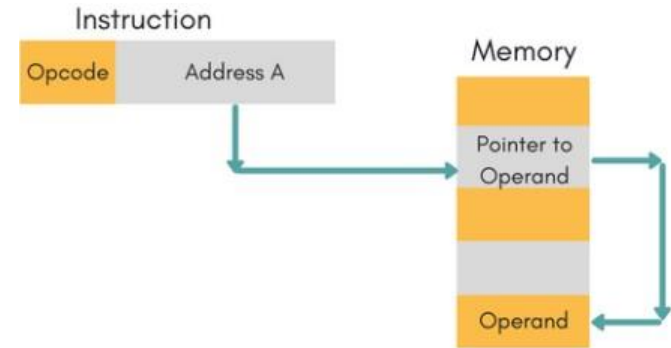 Instruction
Opcode
Address A
Memory
Pointer to
Operand
Operand